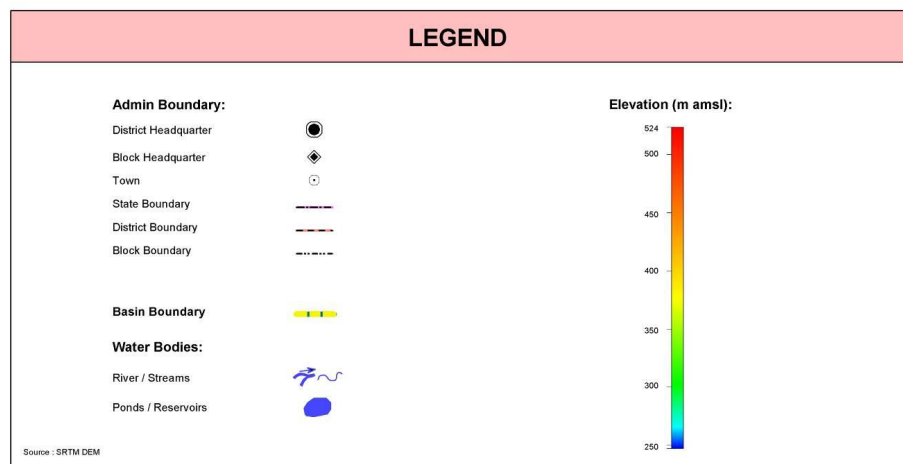 LEGEND
Admin Boundary:
District Headquarter
Block Headquarter
Town
State Boundary
District Boundary
Block Boundary
Basin Boundary
Water Bodies:
River / Streams
Ponds / Reservoirs
Source : SRTM DEM
Elevation (m amsl):
524
500
450
400
350
300
250